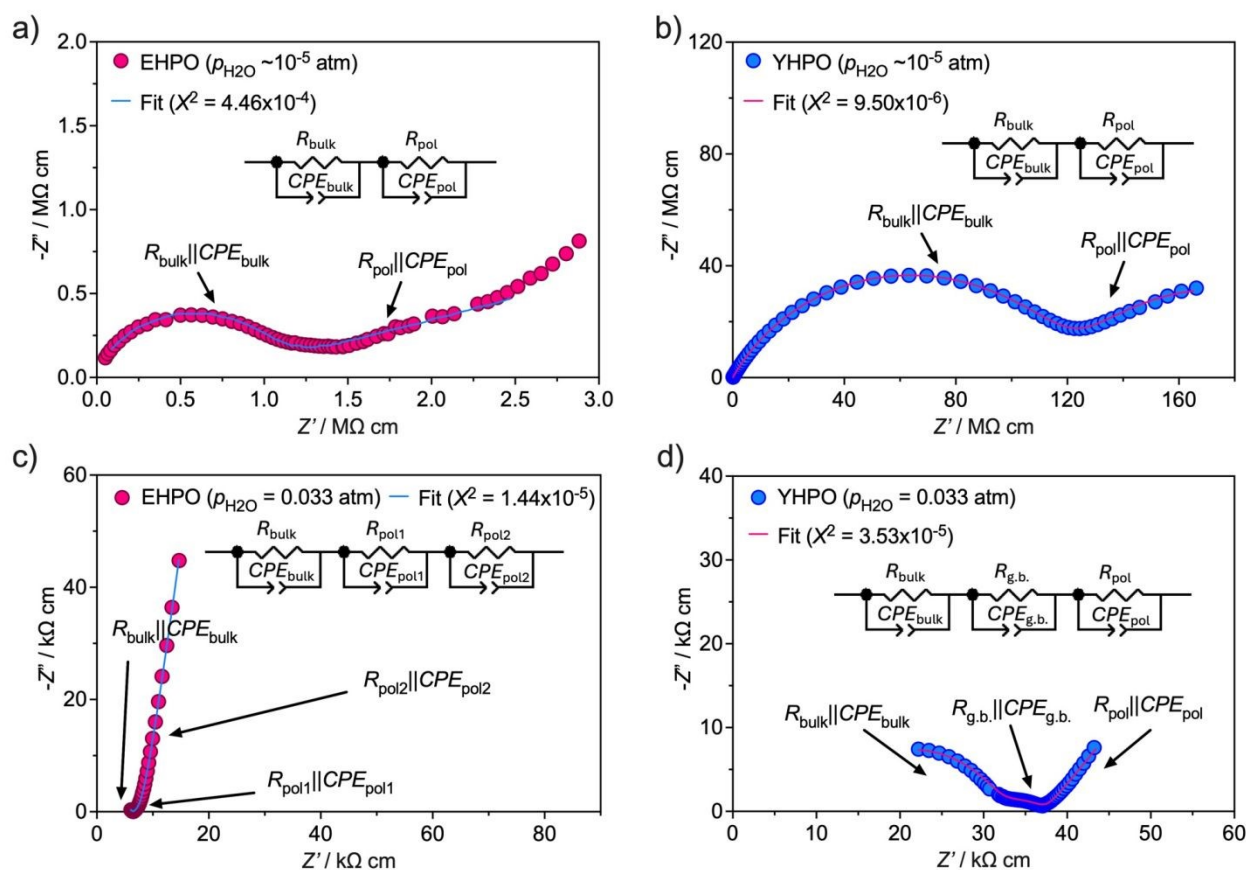 a)
2.0
1.5
1.0
0.5
0.0
-Z" / MΩ cm
EHPO (pH2O ~10-5 atm)
Fit (X2 = 4.46x10-4)
Rbulk
Rpol
CPEbulk
CPEpol
Rbulk||CPEbulk
Rpol||CPEpol
0.0 0.5 1.0 1.5 2.0 2.5 3.0
Z' / MΩ cm
b)
120
80
40
0
-Z" / MΩ cm
YHPO (pH2O ~10-5 atm)
Fit (X2 = 9.50x10-6)
Rbulk
Rpol
CPEbulk
CPEpol
Rbulk||CPEbulk
Rpol||CPEpol
0 40 80 120 160
Z' / MΩ cm
c)
60
40
20
0
-Z" / kΩ cm
EHPO (pH2O = 0.033 atm) Fit (X2 = 1.44x10-5)
Rbulk
Rpol1
Rpol2
CPEbulk
CPEpol1
CPEpol2
Rbulk||CPEbulk
Rpol2||CPEpol2
Rpol1||CPEpol1
0 20 40 60 80
Z' / kΩ cm
d)
40
30
20
10
0
-Z" / kΩ cm
YHPO (pH2O = 0.033 atm)
Fit (X2 = 3.53x10-5)
Rbulk
Rg.b.
Rpol
CPEbulk
CPEg.b.
CPEpol
Rbulk||CPEbulk
Rg.b.||CPEg.b.
Rpol||CPEpol
0 10 20 30 40 50 60
Z' / kΩ cm